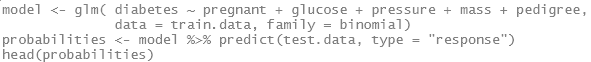 model <- glm( diabetes ~ pregnant + glucose + pressure + mass + pedigree,
data = train.data, family = binomial)
probabilities <- model %>% predict(test.data, type = "response")
head(probabilities)